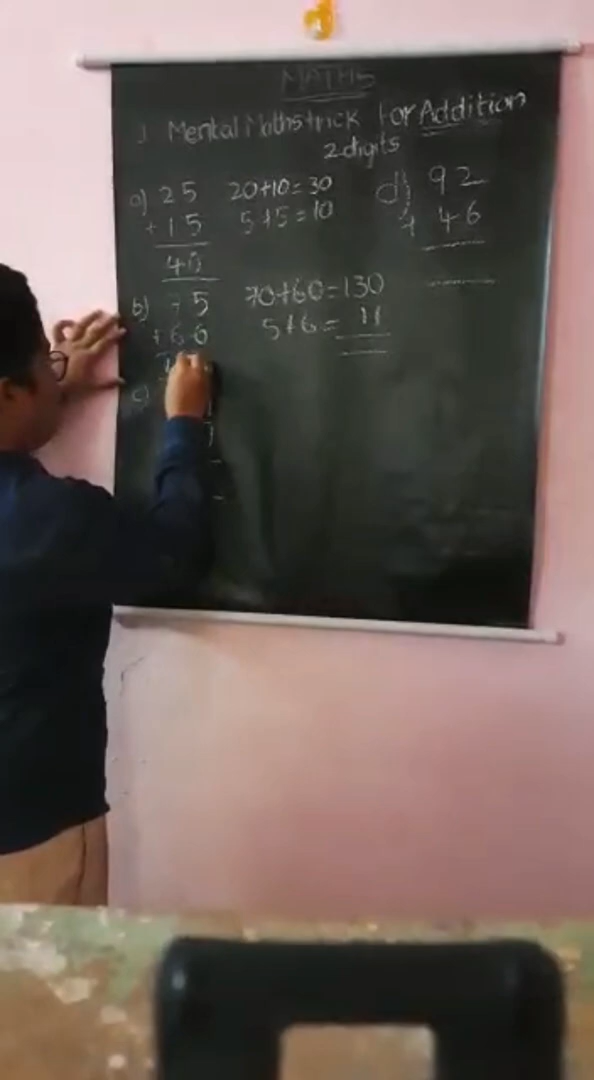 MATHS
1 Mental Maths trick for Addition
2 digits
a) 25
+ 15
40
20+10=30
5+5=10
b) 75
+ 66
70+60=130
5+6= 11
c)
d) 92
+ 46